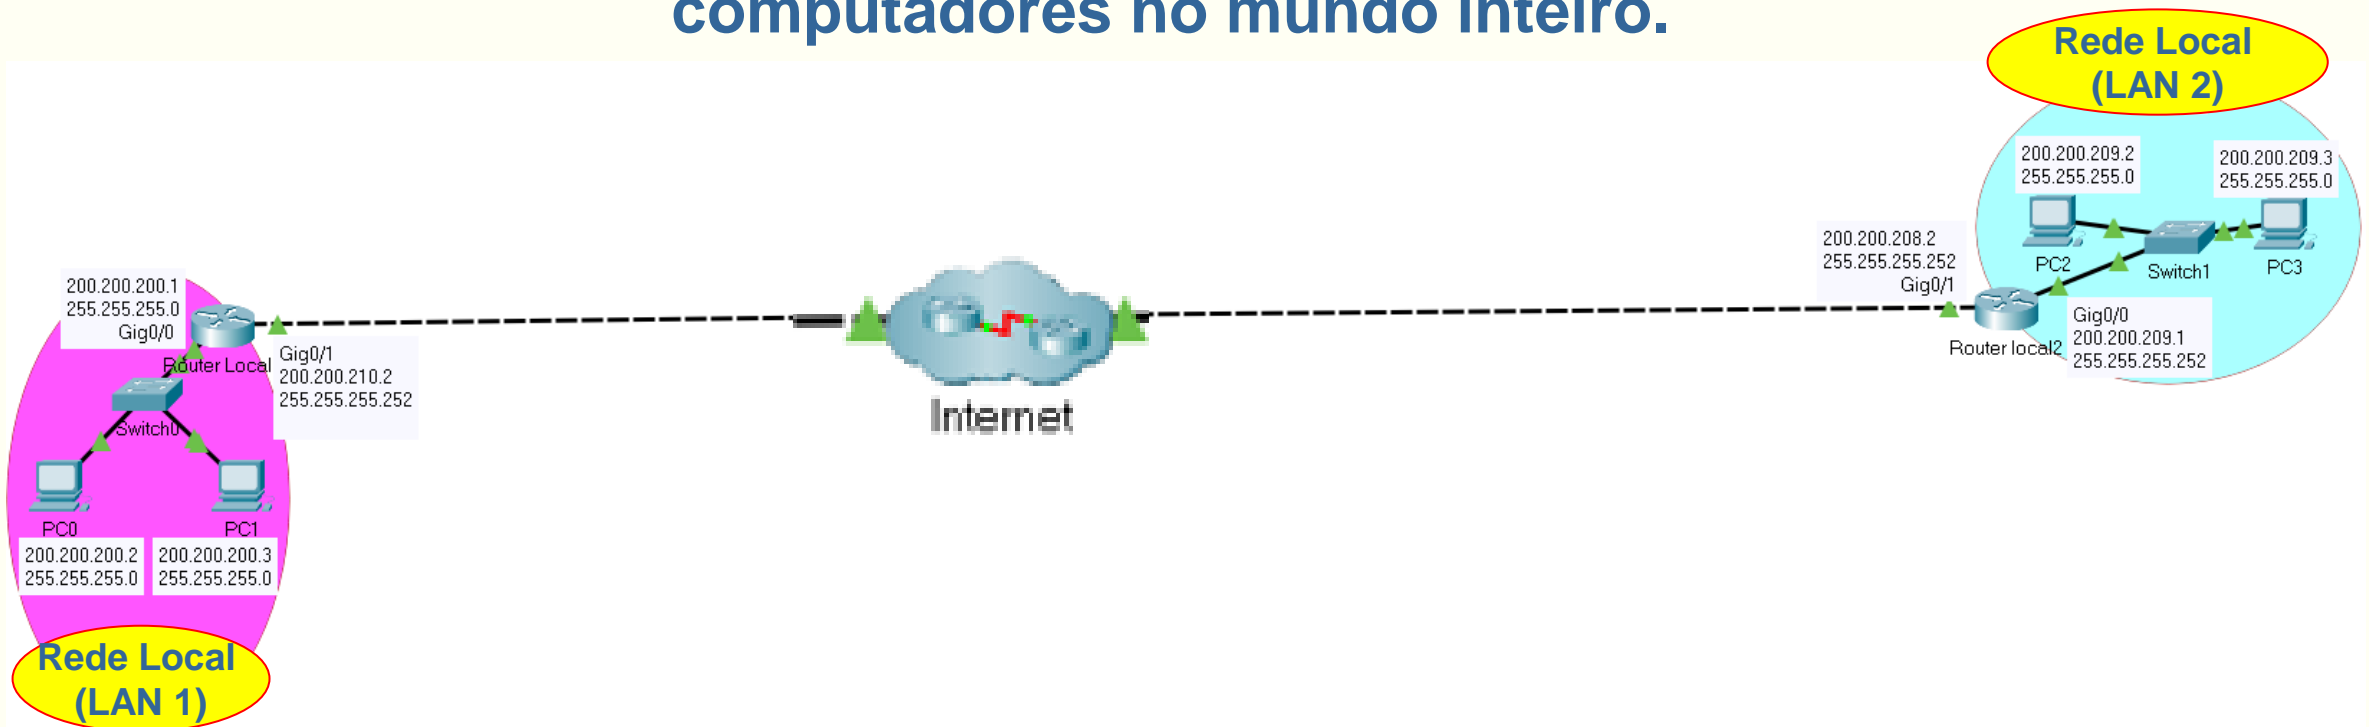 computadores no mundo inteiro.
Rede Local
(LAN 2)
200.200.209.2
255.255.255.0
200.200.209.3
255.255.255.0
200.200.208.2
255.255.255.252
Gig0/1
PC2
Switch1
PC3
Router local2
Gig0/0
200.200.209.1
255.255.255.252
200.200.200.1
255.255.255.0
Gig0/0
Router Local
Gig0/1
200.200.210.2
255.255.255.252
Internet
Switch0
PC0
PC1
200.200.200.2
255.255.255.0
200.200.200.3
255.255.255.0
Rede Local
(LAN 1)